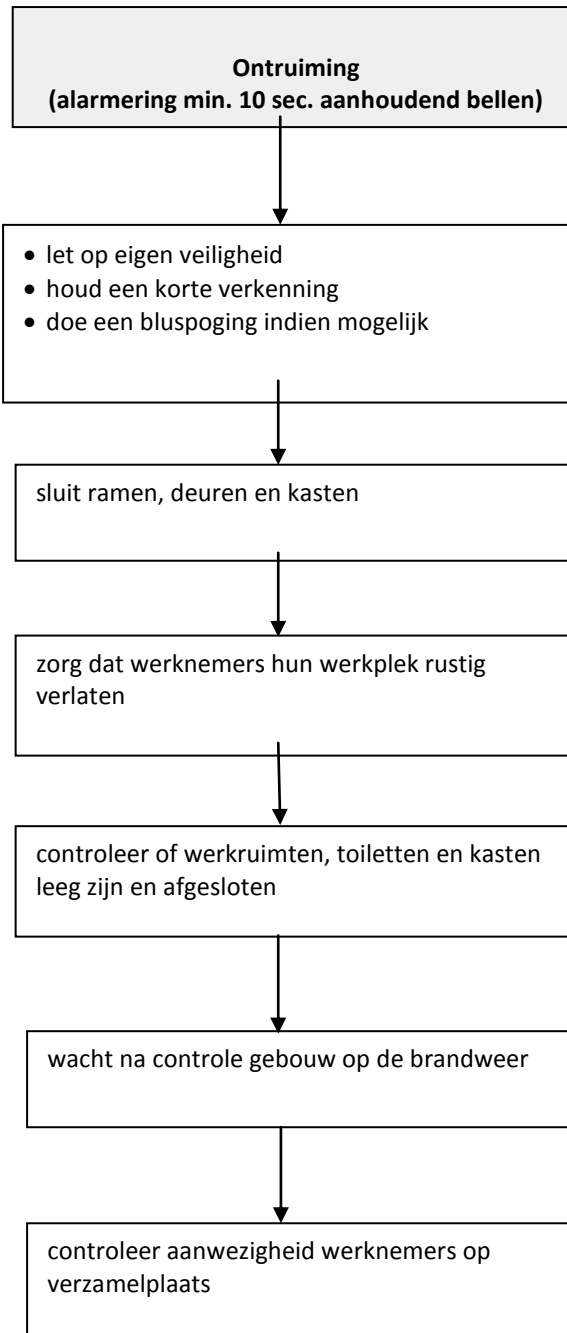 Ontruiming
(alarmering min. 10 sec. aanhoudend bellen)
• let op eigen veiligheid
• houd een korte verkenning
• doe een bluspoging indien mogelijk
sluit ramen, deuren en kasten
zorg dat werknemers hun werkplek rustig
verlaten
controleer of werkruimten, toiletten en kasten
leeg zijn en afgesloten
wacht na controle gebouw op de brandweer
controleer aanwezigheid werknemers op
verzamelplaats